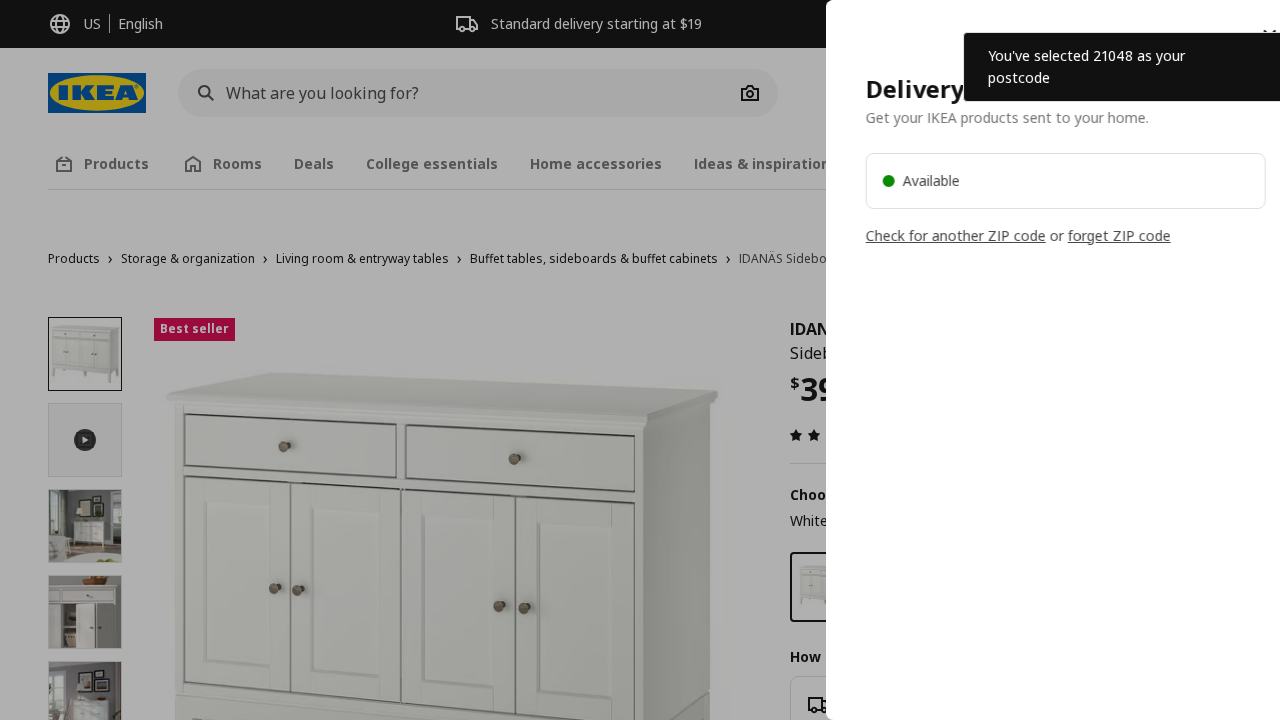 US
English
Standard delivery starting at $19
IKEA
What are you looking for?
Products
Rooms
Deals
College essentials
Home accessories
Ideas & inspiration
Products › Storage & organization › Living room & entryway tables › Buffet tables, sideboards & buffet cabinets › IDANÄS Sidebo
Best seller
IDAN
Sideb
$39
Choo
White
How
You've selected 21048 as your
postcode
Delivery
Get your IKEA products sent to your home.
Available
Check for another ZIP code or forget ZIP code